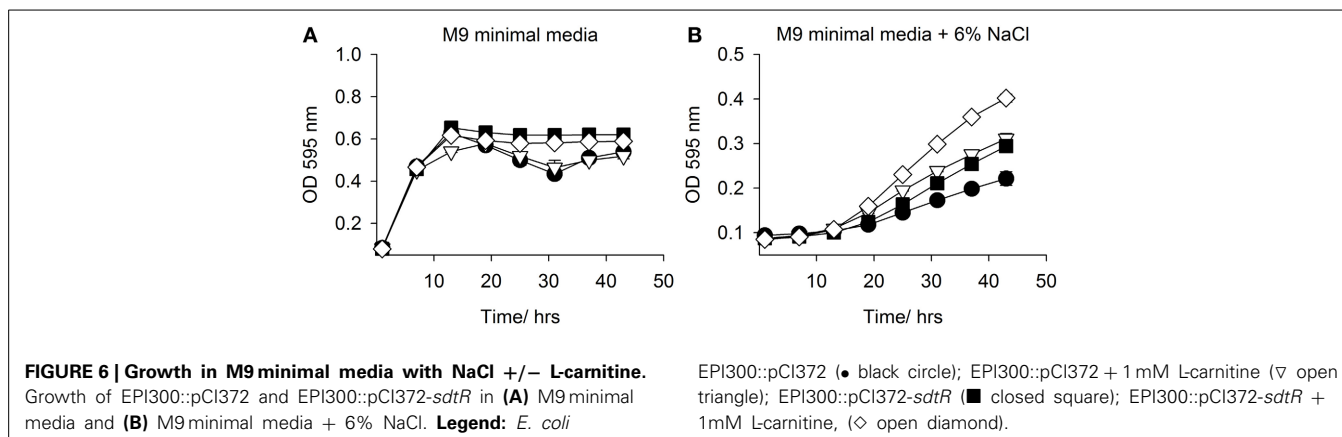 A M9 minimal media
1.0
0.8
0.6
0.4
0.2
OD 595 nm
10 20 30 40 50
Time/ hrs
B M9 minimal media + 6% NaCl
0.5
0.4
0.3
0.2
0.1
OD 595 nm
10 20 30 40 50
Time/ hrs
FIGURE 6 | Growth in M9 minimal media with NaCl +/− L-carnitine.
Growth of EPI300::pCI372 and EPI300::pCI372-sdtR in (A) M9 minimal
media and (B) M9 minimal media + 6% NaCl. Legend: E. coli
EPI300::pCI372 (● black circle); EPI300::pCI372 + 1 mM L-carnitine (▽ open
triangle); EPI300::pCI372-sdtR (■ closed square); EPI300::pCI372-sdtR +
1mM L-carnitine, (◇ open diamond).